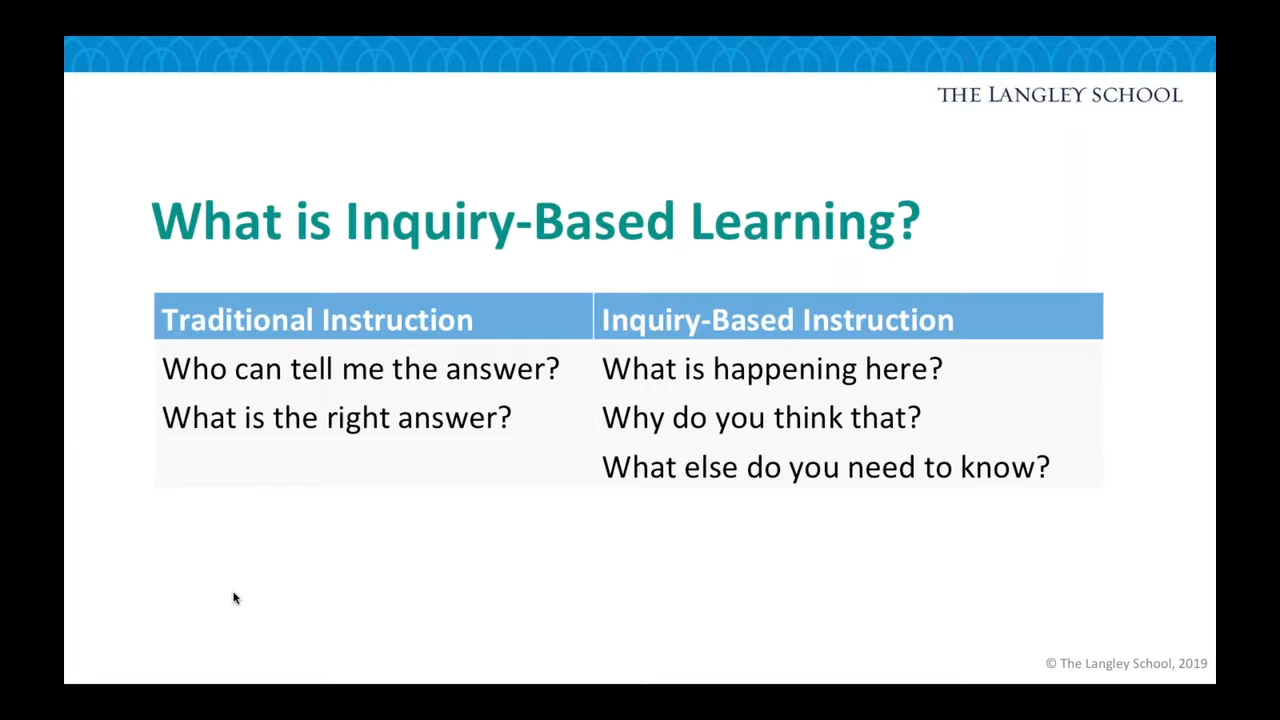 THE LANGLEY SCHOOL
What is Inquiry-Based Learning?
Traditional Instruction
Inquiry-Based Instruction
Who can tell me the answer?
What is happening here?
What is the right answer?
Why do you think that?
What else do you need to know?
© The Langley School, 2019